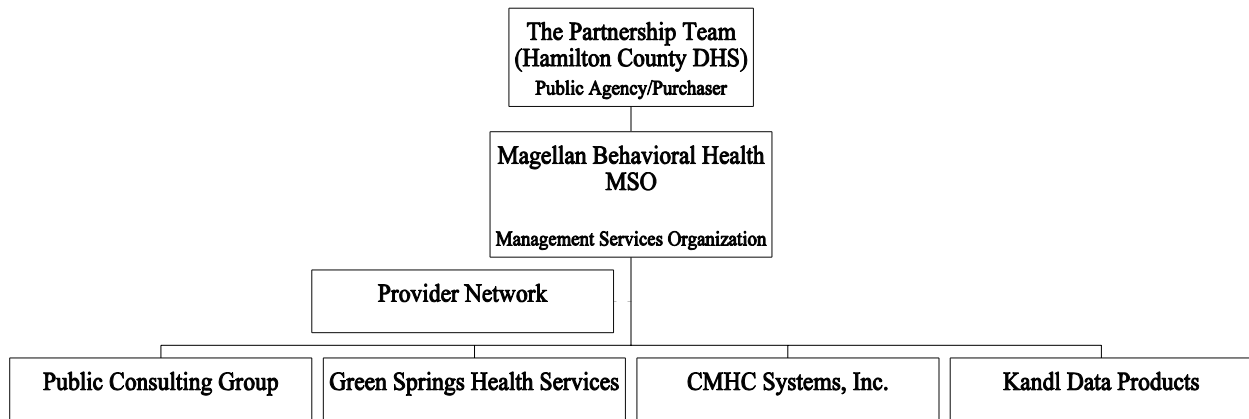 The Partnership Team
(Hamilton County DHS)
Public Agency/Purchaser
Magellan Behavioral Health
MSO
Management Services Organization
Provider Network
Public Consulting Group
Green Springs Health Services
CMHC Systems, Inc.
Kandl Data Products